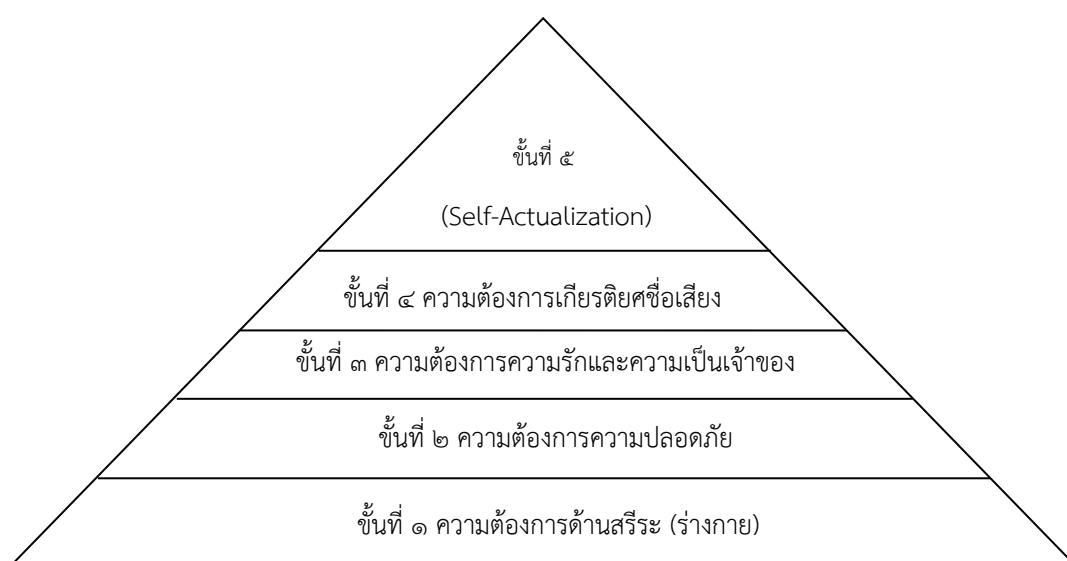 ขั้นที่ ๕
(Self-Actualization)
ขั้นที่ ๔ ความต้องการเกียรติยศชื่อเสียง
ขั้นที่ ๓ ความต้องการความรักและความเป็นเจ้าของ
ขั้นที่ ๒ ความต้องการความปลอดภัย
ขั้นที่ ๑ ความต้องการด้านสรีระ (ร่างกาย)